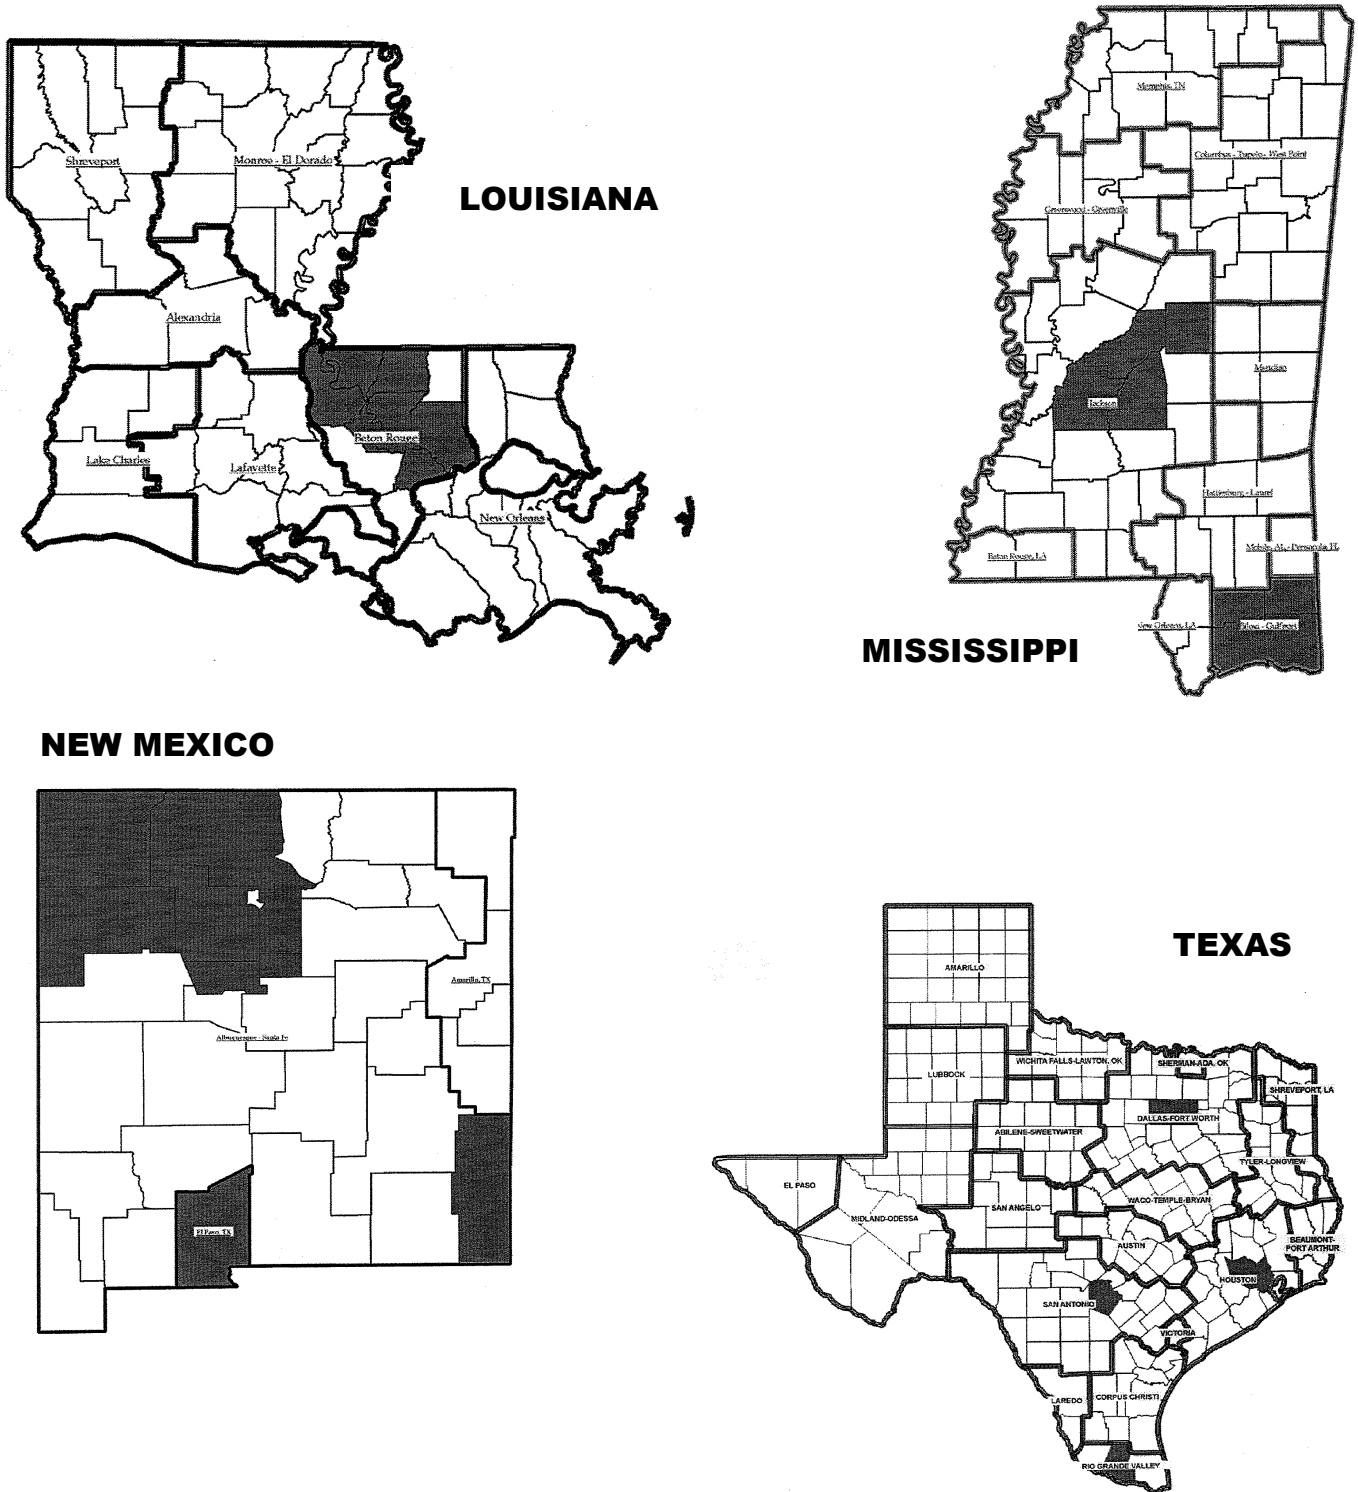 LOUISIANA
Shreveport
Monroe - El Dorado
Alexandria
Lake Charles
Lafayette
Baton Rouge
New Orleans
MISSISSIPPI
Memphis, TN
Columbus - Tupelo - West Point
Greenwood - Greenville
Meridian
Jackson
Hattiesburg - Laurel
Baton Rouge, LA
Mobile, AL - Pensacola, FL
New Orleans, LA
Biloxi - Gulfport
NEW MEXICO
Amarillo, TX
Albuquerque - Santa Fe
El Paso, TX
TEXAS
AMARILLO
WICHITA FALLS-LAWTON, OK
SHERMAN-ADA, OK
LUBBOCK
SHREVEPORT, LA
DALLAS-FORT WORTH
ABILENE-SWEETWATER
TYLER-LONGVIEW
EL PASO
WACO-TEMPLE-BRYAN
SAN ANGELO
MIDLAND-ODESSA
AUSTIN
BEAUMONT-
PORT ARTHUR
HOUSTON
SAN ANTONIO
VICTORIA
LAREDO
CORPUS CHRISTI
RIO GRANDE VALLEY